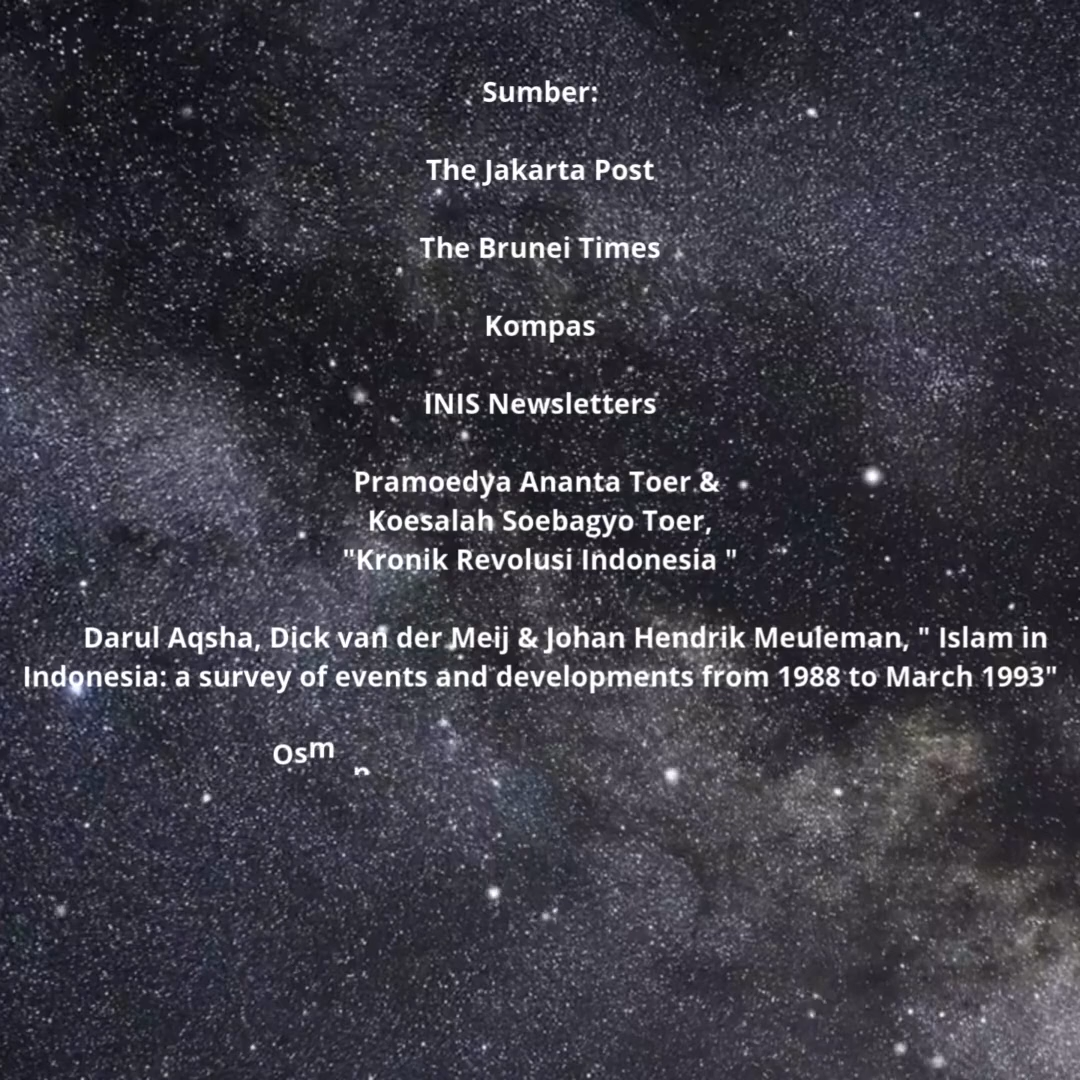 Sumber:
The Jakarta Post
The Brunei Times
Kompas
INIS Newsletters
Pramoedya Ananta Toer &
Koesalah Soebagyo Toer,
"Kronik Revolusi Indonesia "
Darul Aqsha, Dick van der Meij & Johan Hendrik Meuleman, " Islam in
Indonesia: a survey of events and developments from 1988 to March 1993"